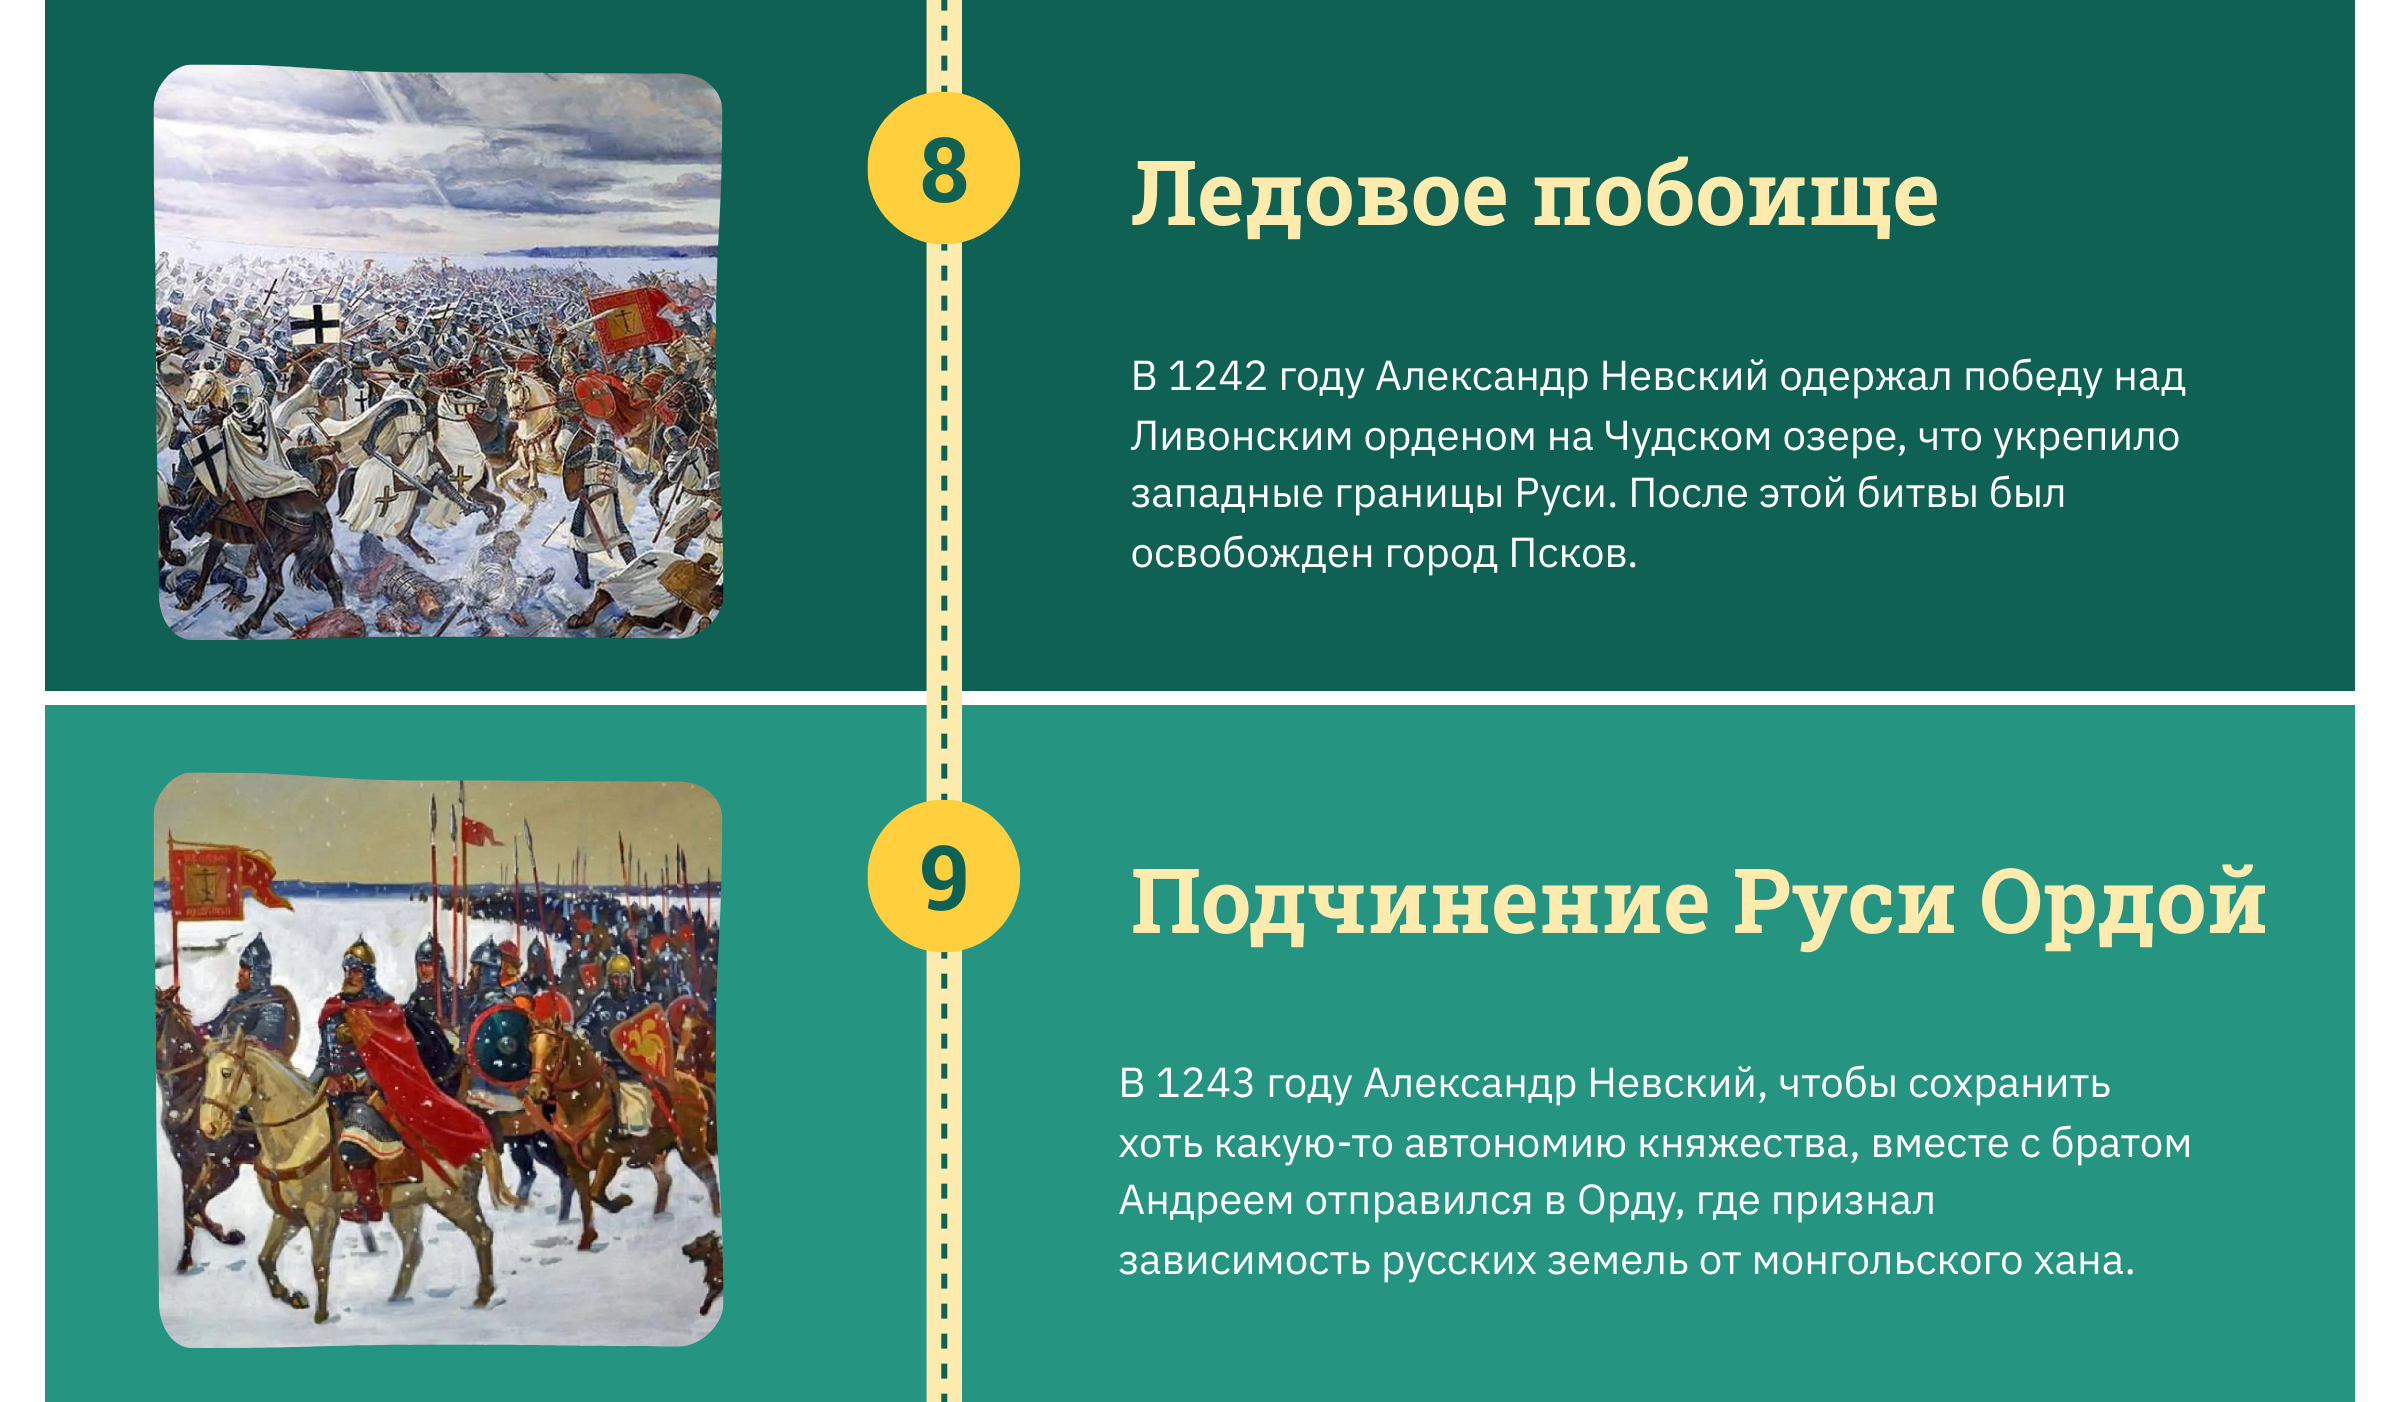 8
Ледовое побоище
В 1242 году Александр Невский одержал победу над
Ливонским орденом на Чудском озере, что укрепило
западные границы Руси. После этой битвы был
освобожден город Псков.
9
Подчинение Руси Ордой
В 1243 году Александр Невский, чтобы сохранить
хоть какую-то автономию княжества, вместе с братом
Андреем отправился в Орду, где признал
зависимость русских земель от монгольского хана.